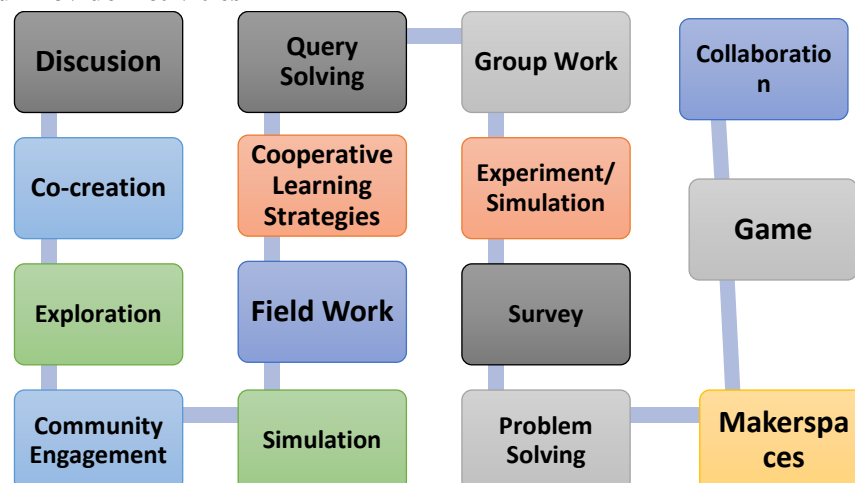 Discusion
Co-creation
Exploration
Community
Engagement
Simulation
Field Work
Cooperative
Learning
Strategies
Query
Solving
Group Work
Experiment/
Simulation
Survey
Problem
Solving
Makerspa
ces
Game
Collaboratio
n